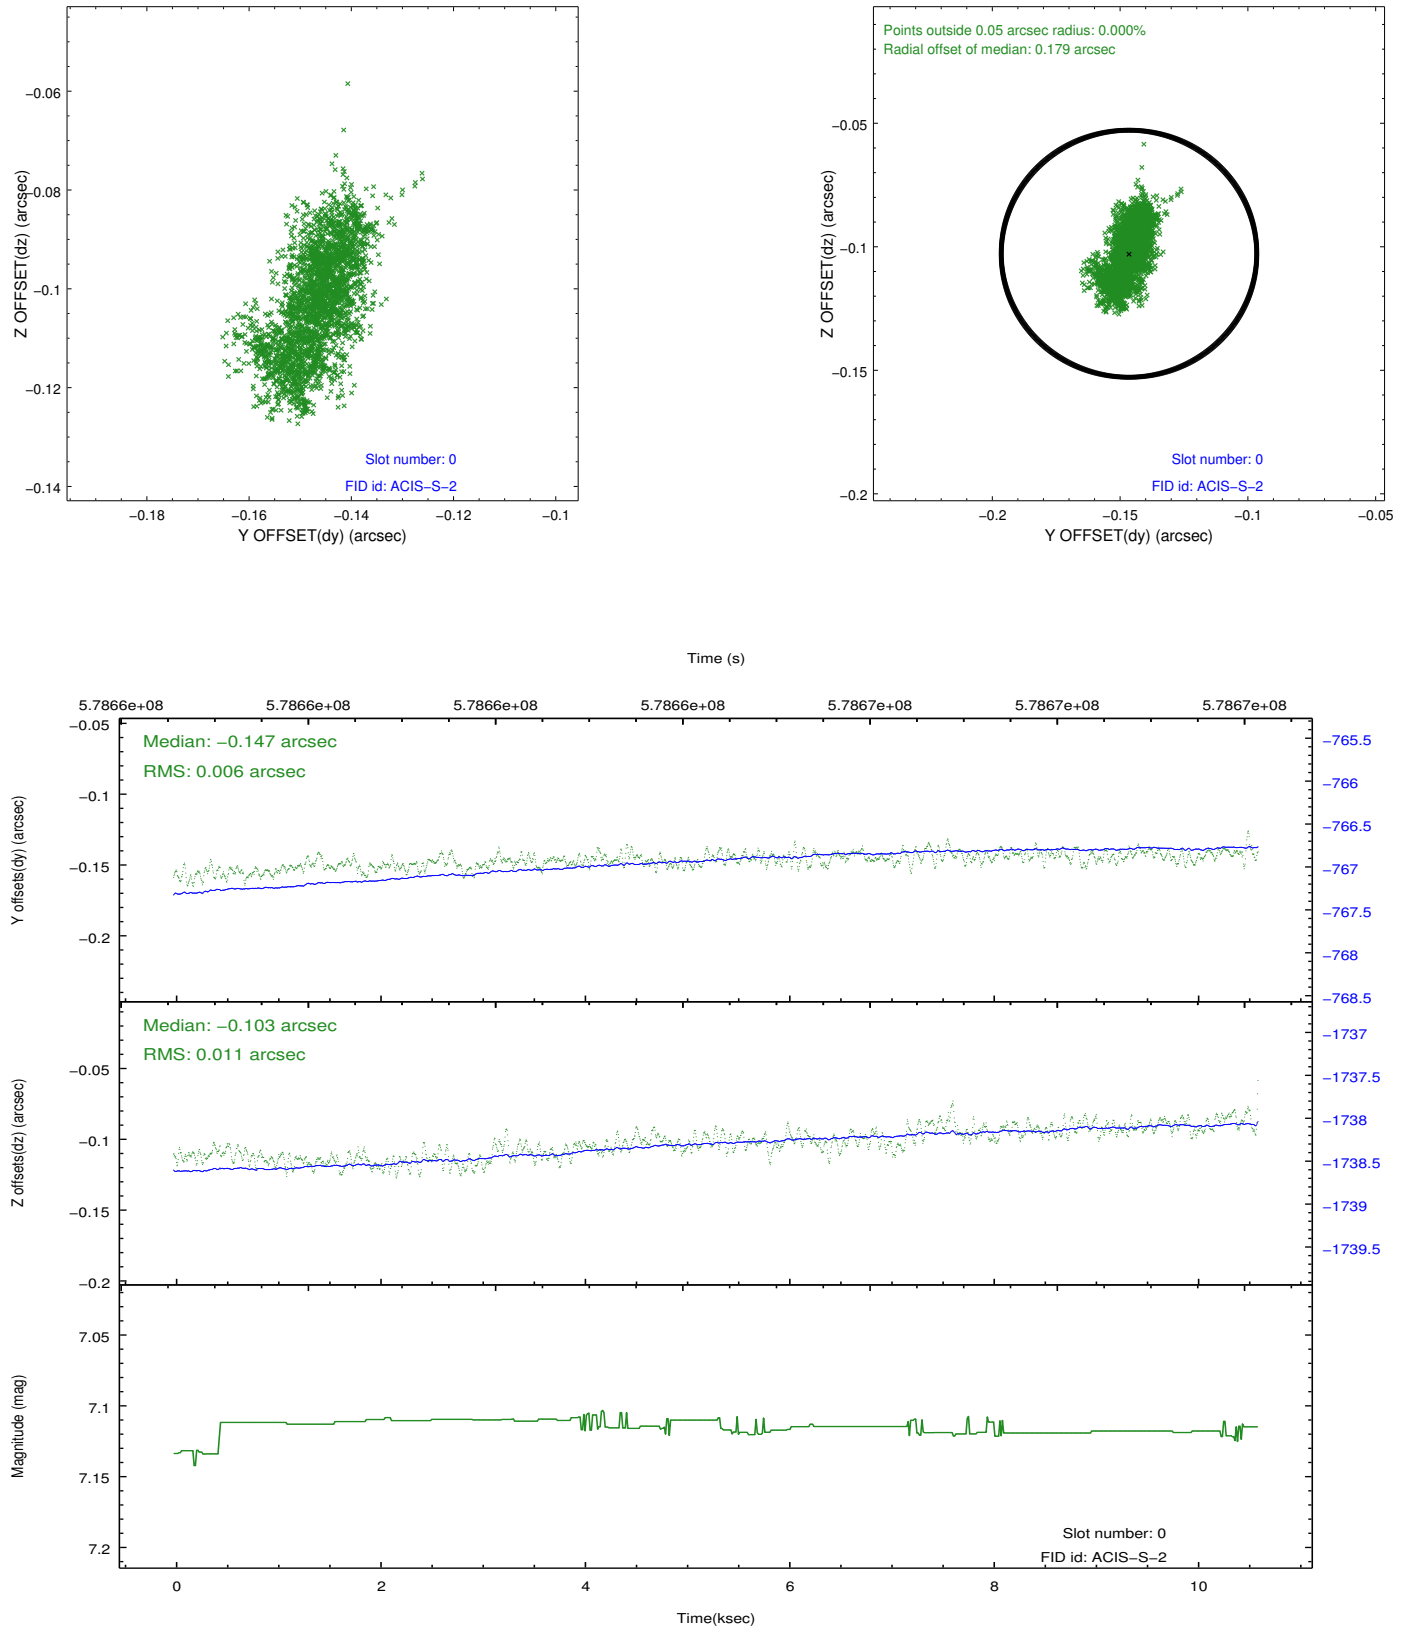 −0.06
−0.08
−0.1
−0.12
−0.14
Z OFFSET(dz) (arcsec)
Slot number: 0
FID id: ACIS−S−2
−0.18
−0.16
−0.14
−0.12
−0.1
Y OFFSET(dy) (arcsec)
Points outside 0.05 arcsec radius: 0.000%
Radial offset of median: 0.179 arcsec
−0.05
−0.1
−0.15
−0.2
Z OFFSET(dz) (arcsec)
Slot number: 0
FID id: ACIS−S−2
−0.2
−0.15
−0.1
−0.05
Y OFFSET(dy) (arcsec)
Time (s)
5.7866e+08
5.7866e+08
5.7866e+08
5.7866e+08
5.7867e+08
5.7867e+08
5.7867e+08
Median: −0.147 arcsec
RMS: 0.006 arcsec
−0.05
−0.1
−0.15
−0.2
Y offsets(dy) (arcsec)
−765.5
−766
−766.5
−767
−767.5
−768
−768.5
Median: −0.103 arcsec
RMS: 0.011 arcsec
−0.05
−0.1
−0.15
−0.2
Z offsets(dz) (arcsec)
−1737
−1737.5
−1738
−1738.5
−1739
−1739.5
7.05
7.1
7.15
7.2
Magnitude (mag)
Slot number: 0
FID id: ACIS−S−2
0
2
4
6
8
10
Time(ksec)